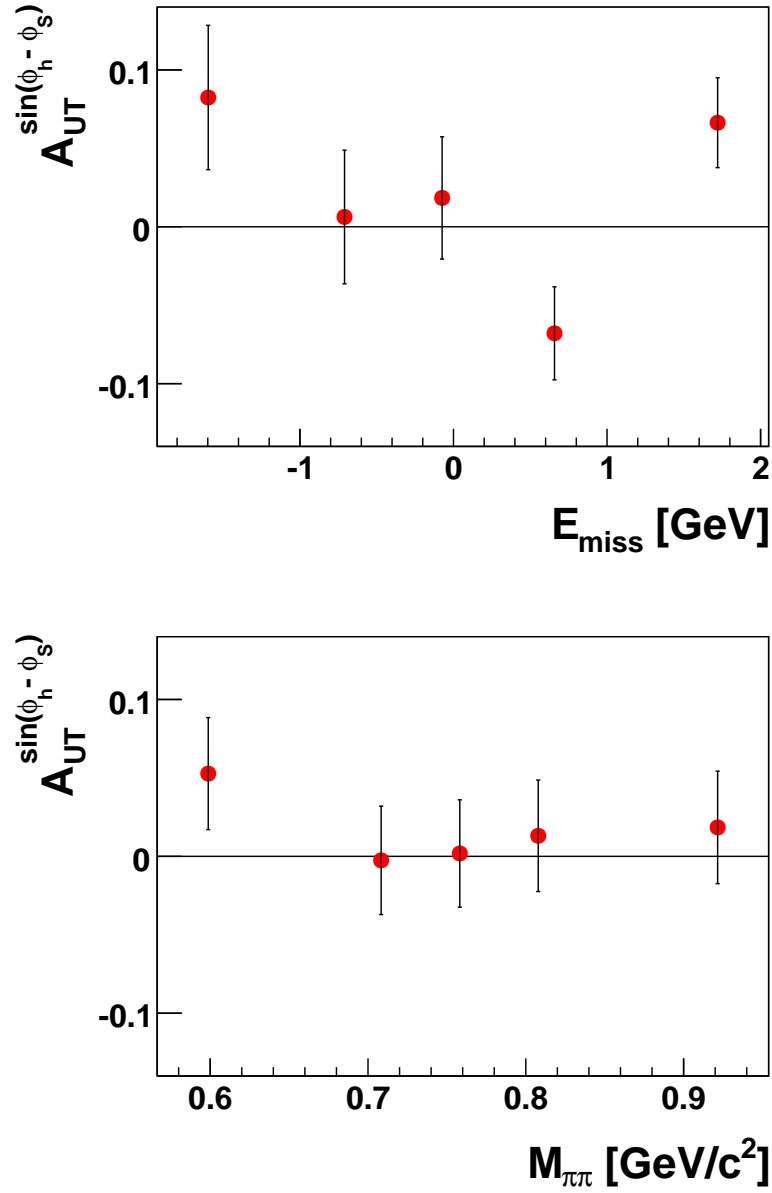 A_UT^sin(ϕ_h - ϕ_S)
0.1
0
-0.1
-1 0 1 2
E_miss [GeV]
A_UT^sin(ϕ_h - ϕ_S)
0.1
0
-0.1
0.6 0.7 0.8 0.9
M_ππ [GeV/c^2]